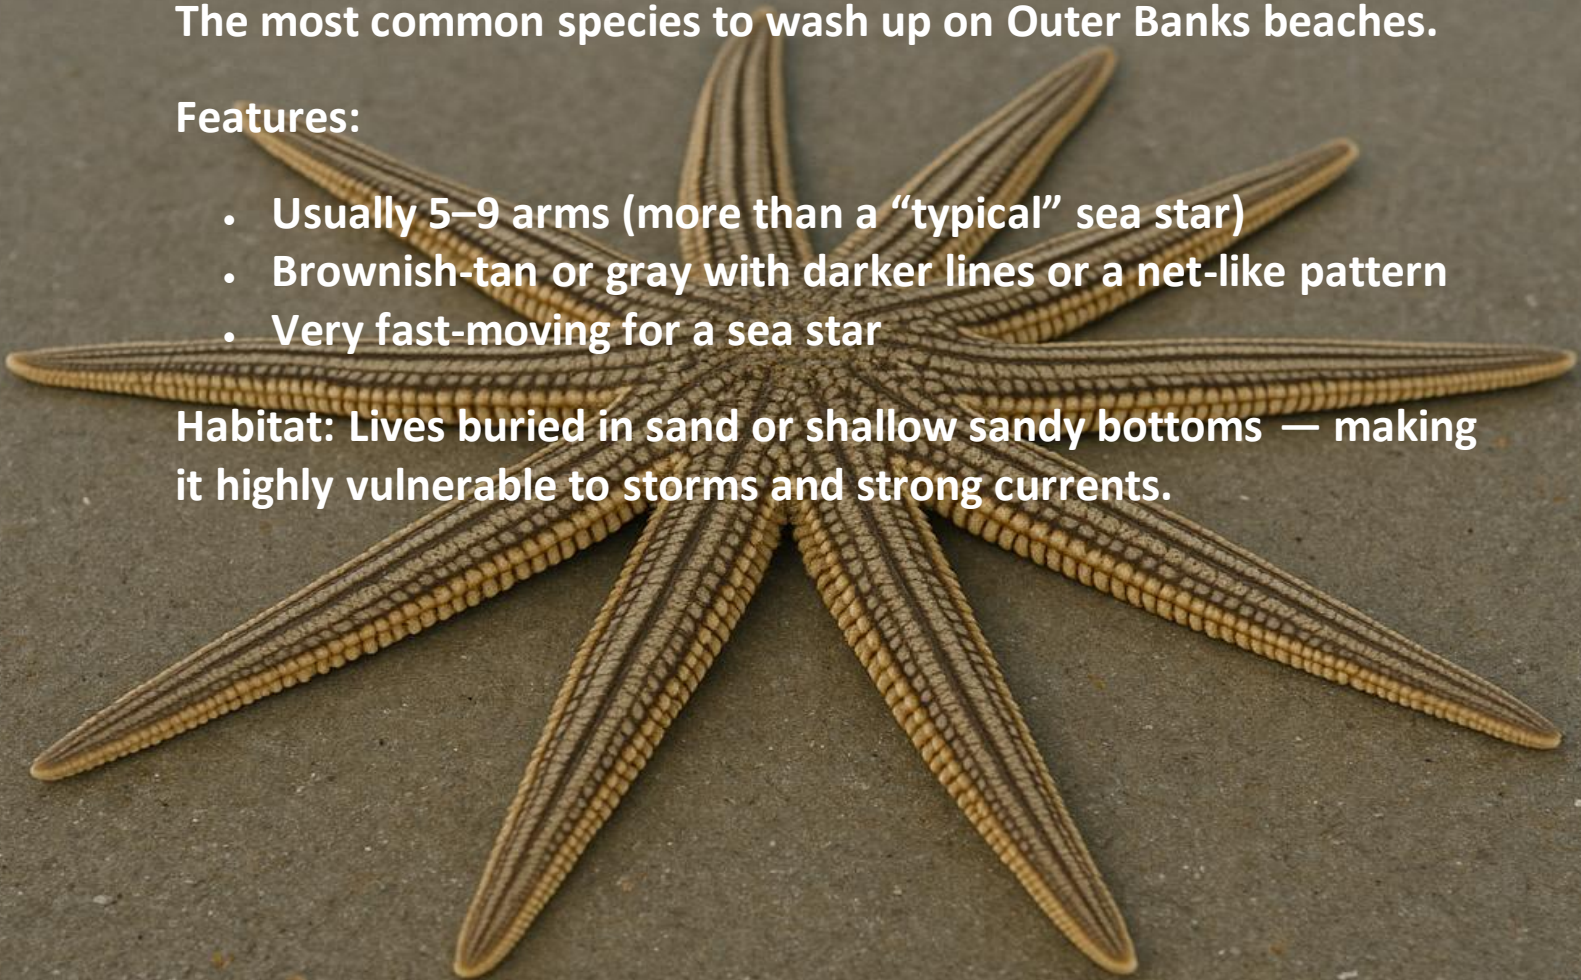 The most common species to wash up on Outer Banks beaches.
Features:
• Usually 5–9 arms (more than a “typical” sea star)
• Brownish-tan or gray with darker lines or a net-like pattern
• Very fast-moving for a sea star
Habitat: Lives buried in sand or shallow sandy bottoms — making
it highly vulnerable to storms and strong currents.